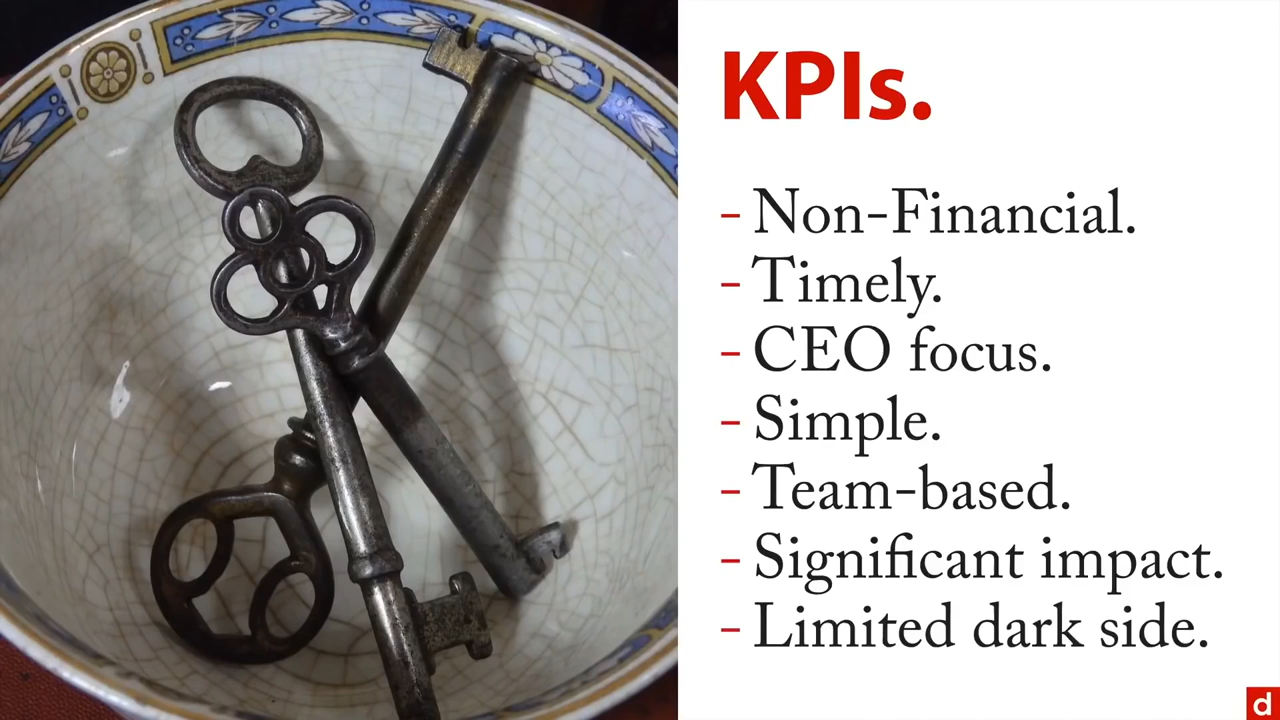 KPIs.
- Non-Financial.
- Timely.
- CEO focus.
- Simple.
- Team-based.
- Significant impact.
- Limited dark side.
d